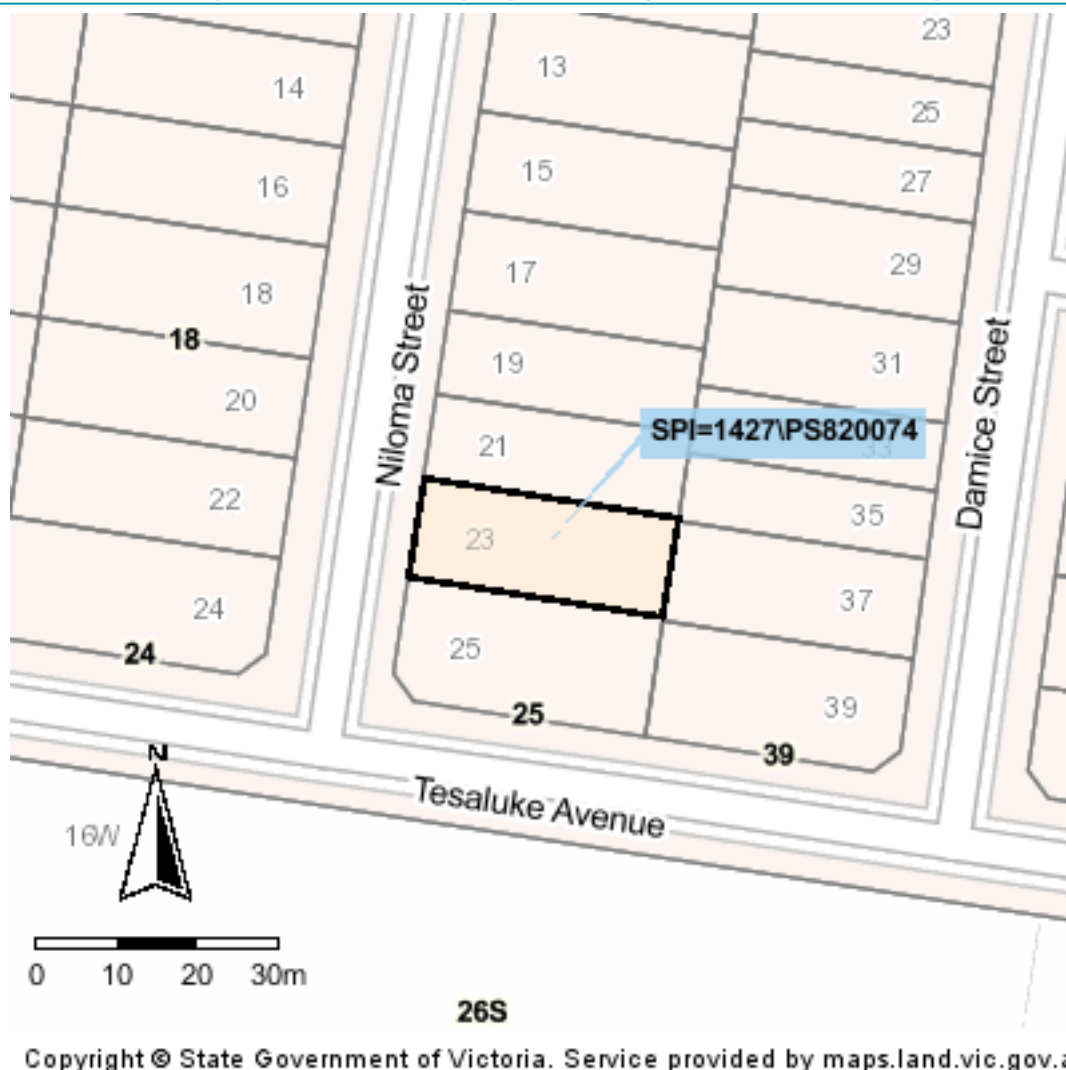 23
13
14
25
15
27
16
29
17
18
18
31
19
20
Niloma Street
Damice Street
SPI=1427\PS820074
33
21
22
35
23
37
24
25
24
39
25
39
Tesaluke Avenue
N
16W
0 10 20 30m
26S
Copyright © State Government of Victoria. Service provided by maps.land.vic.gov.a